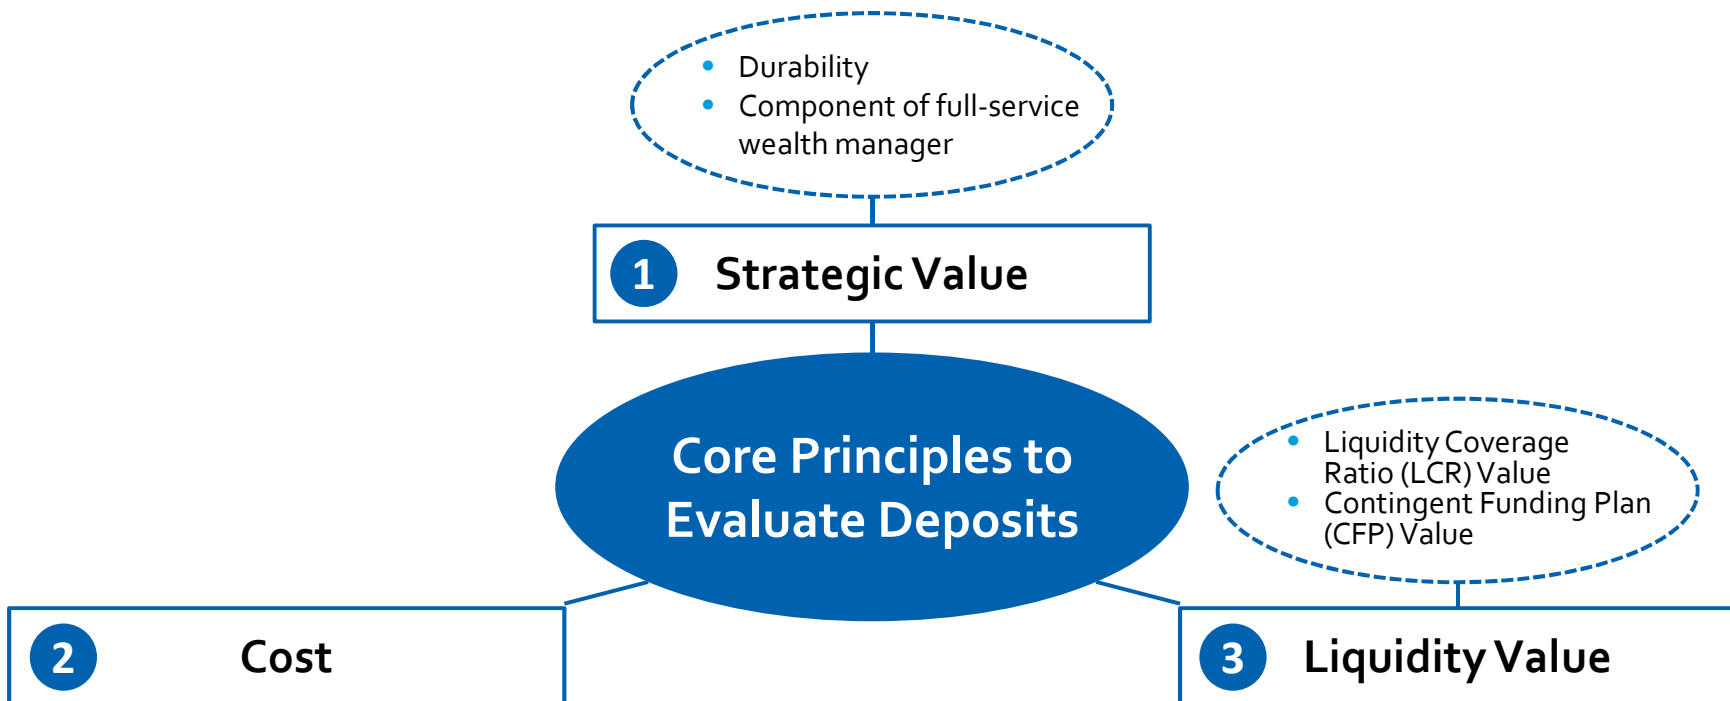 • Durability
• Component of full-service
wealth manager
1 Strategic Value
Core Principles to
Evaluate Deposits
• Liquidity Coverage
Ratio (LCR) Value
• Contingent Funding Plan
(CFP) Value
2 Cost
3 Liquidity Value